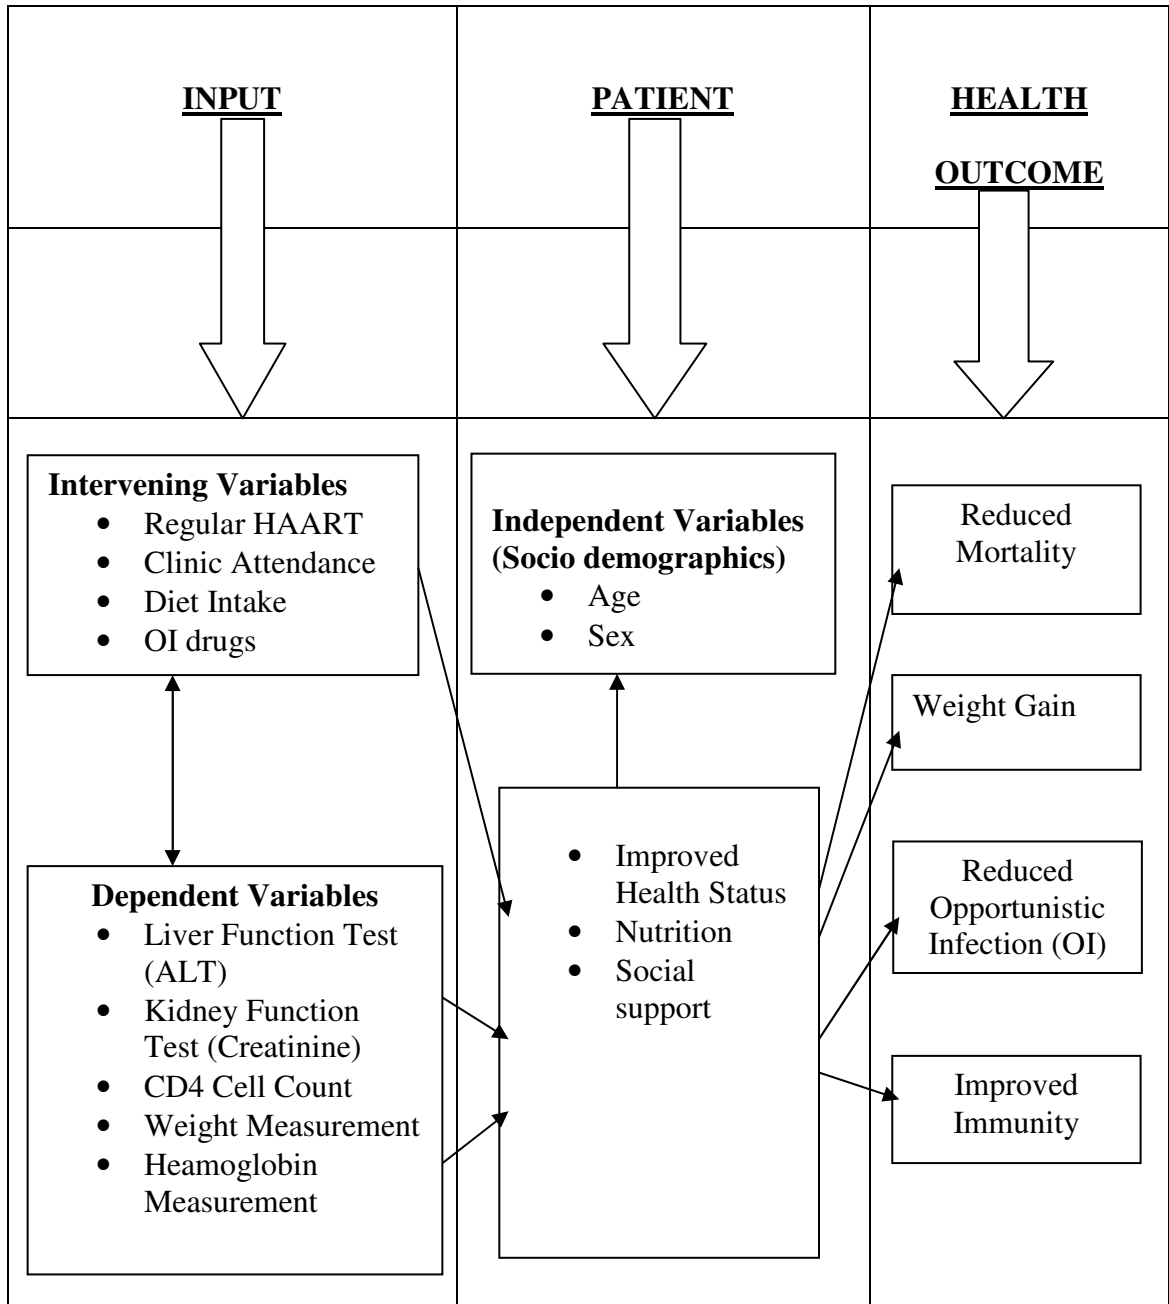 INPUT
PATIENT
HEALTH
OUTCOME
Intervening Variables
• Regular HAART
• Clinic Attendance
• Diet Intake
• OI drugs
Dependent Variables
• Liver Function Test
(ALT)
• Kidney Function
Test (Creatinine)
• CD4 Cell Count
• Weight Measurement
• Heamoglobin
Measurement
Independent Variables
(Socio demographics)
• Age
• Sex
• Improved
Health Status
• Nutrition
• Social
support
Reduced
Mortality
Weight Gain
Reduced
Opportunistic
Infection (OI)
Improved
Immunity